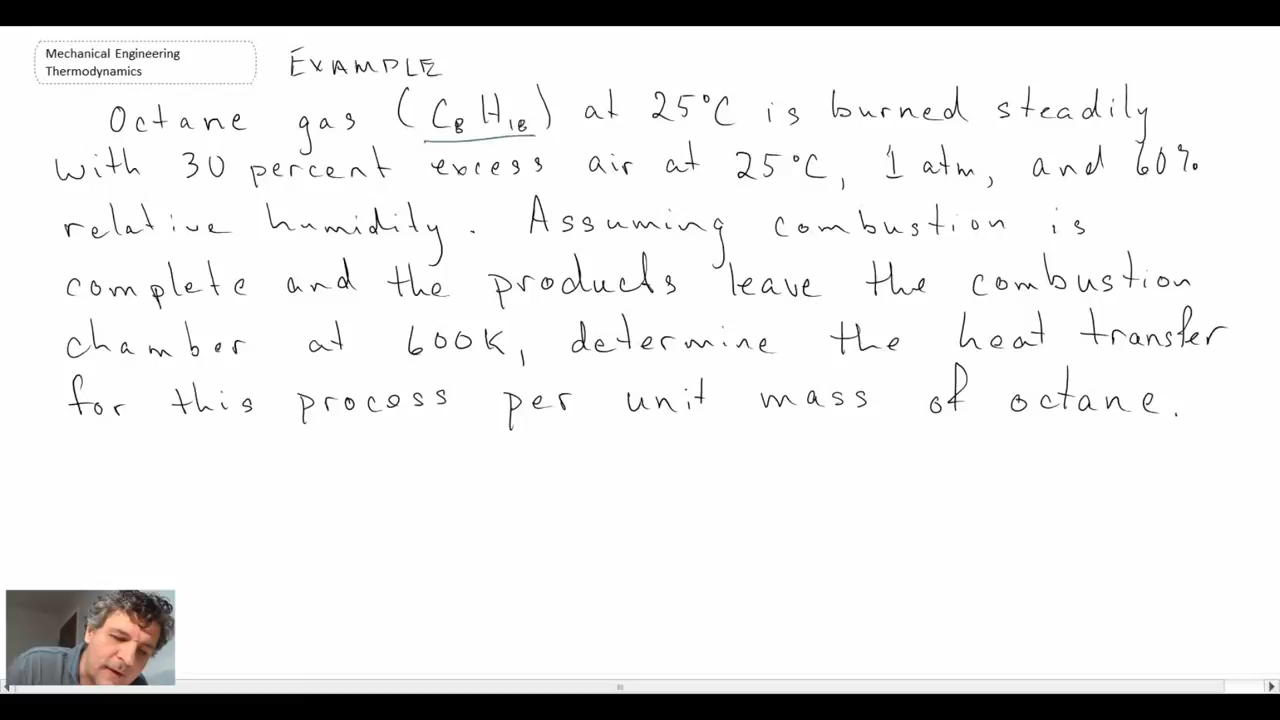 Mechanical Engineering
Thermodynamics
EXAMPLE
Octane gas (C₈H₁₈) at 25°C is burned steadily
with 30 percent excess air at 25°C, 1 atm, and 60%
relative humidity. Assuming combustion is
complete and the products leave the combustion
chamber at 600K, determine the heat transfer
for this process per unit mass of octane.